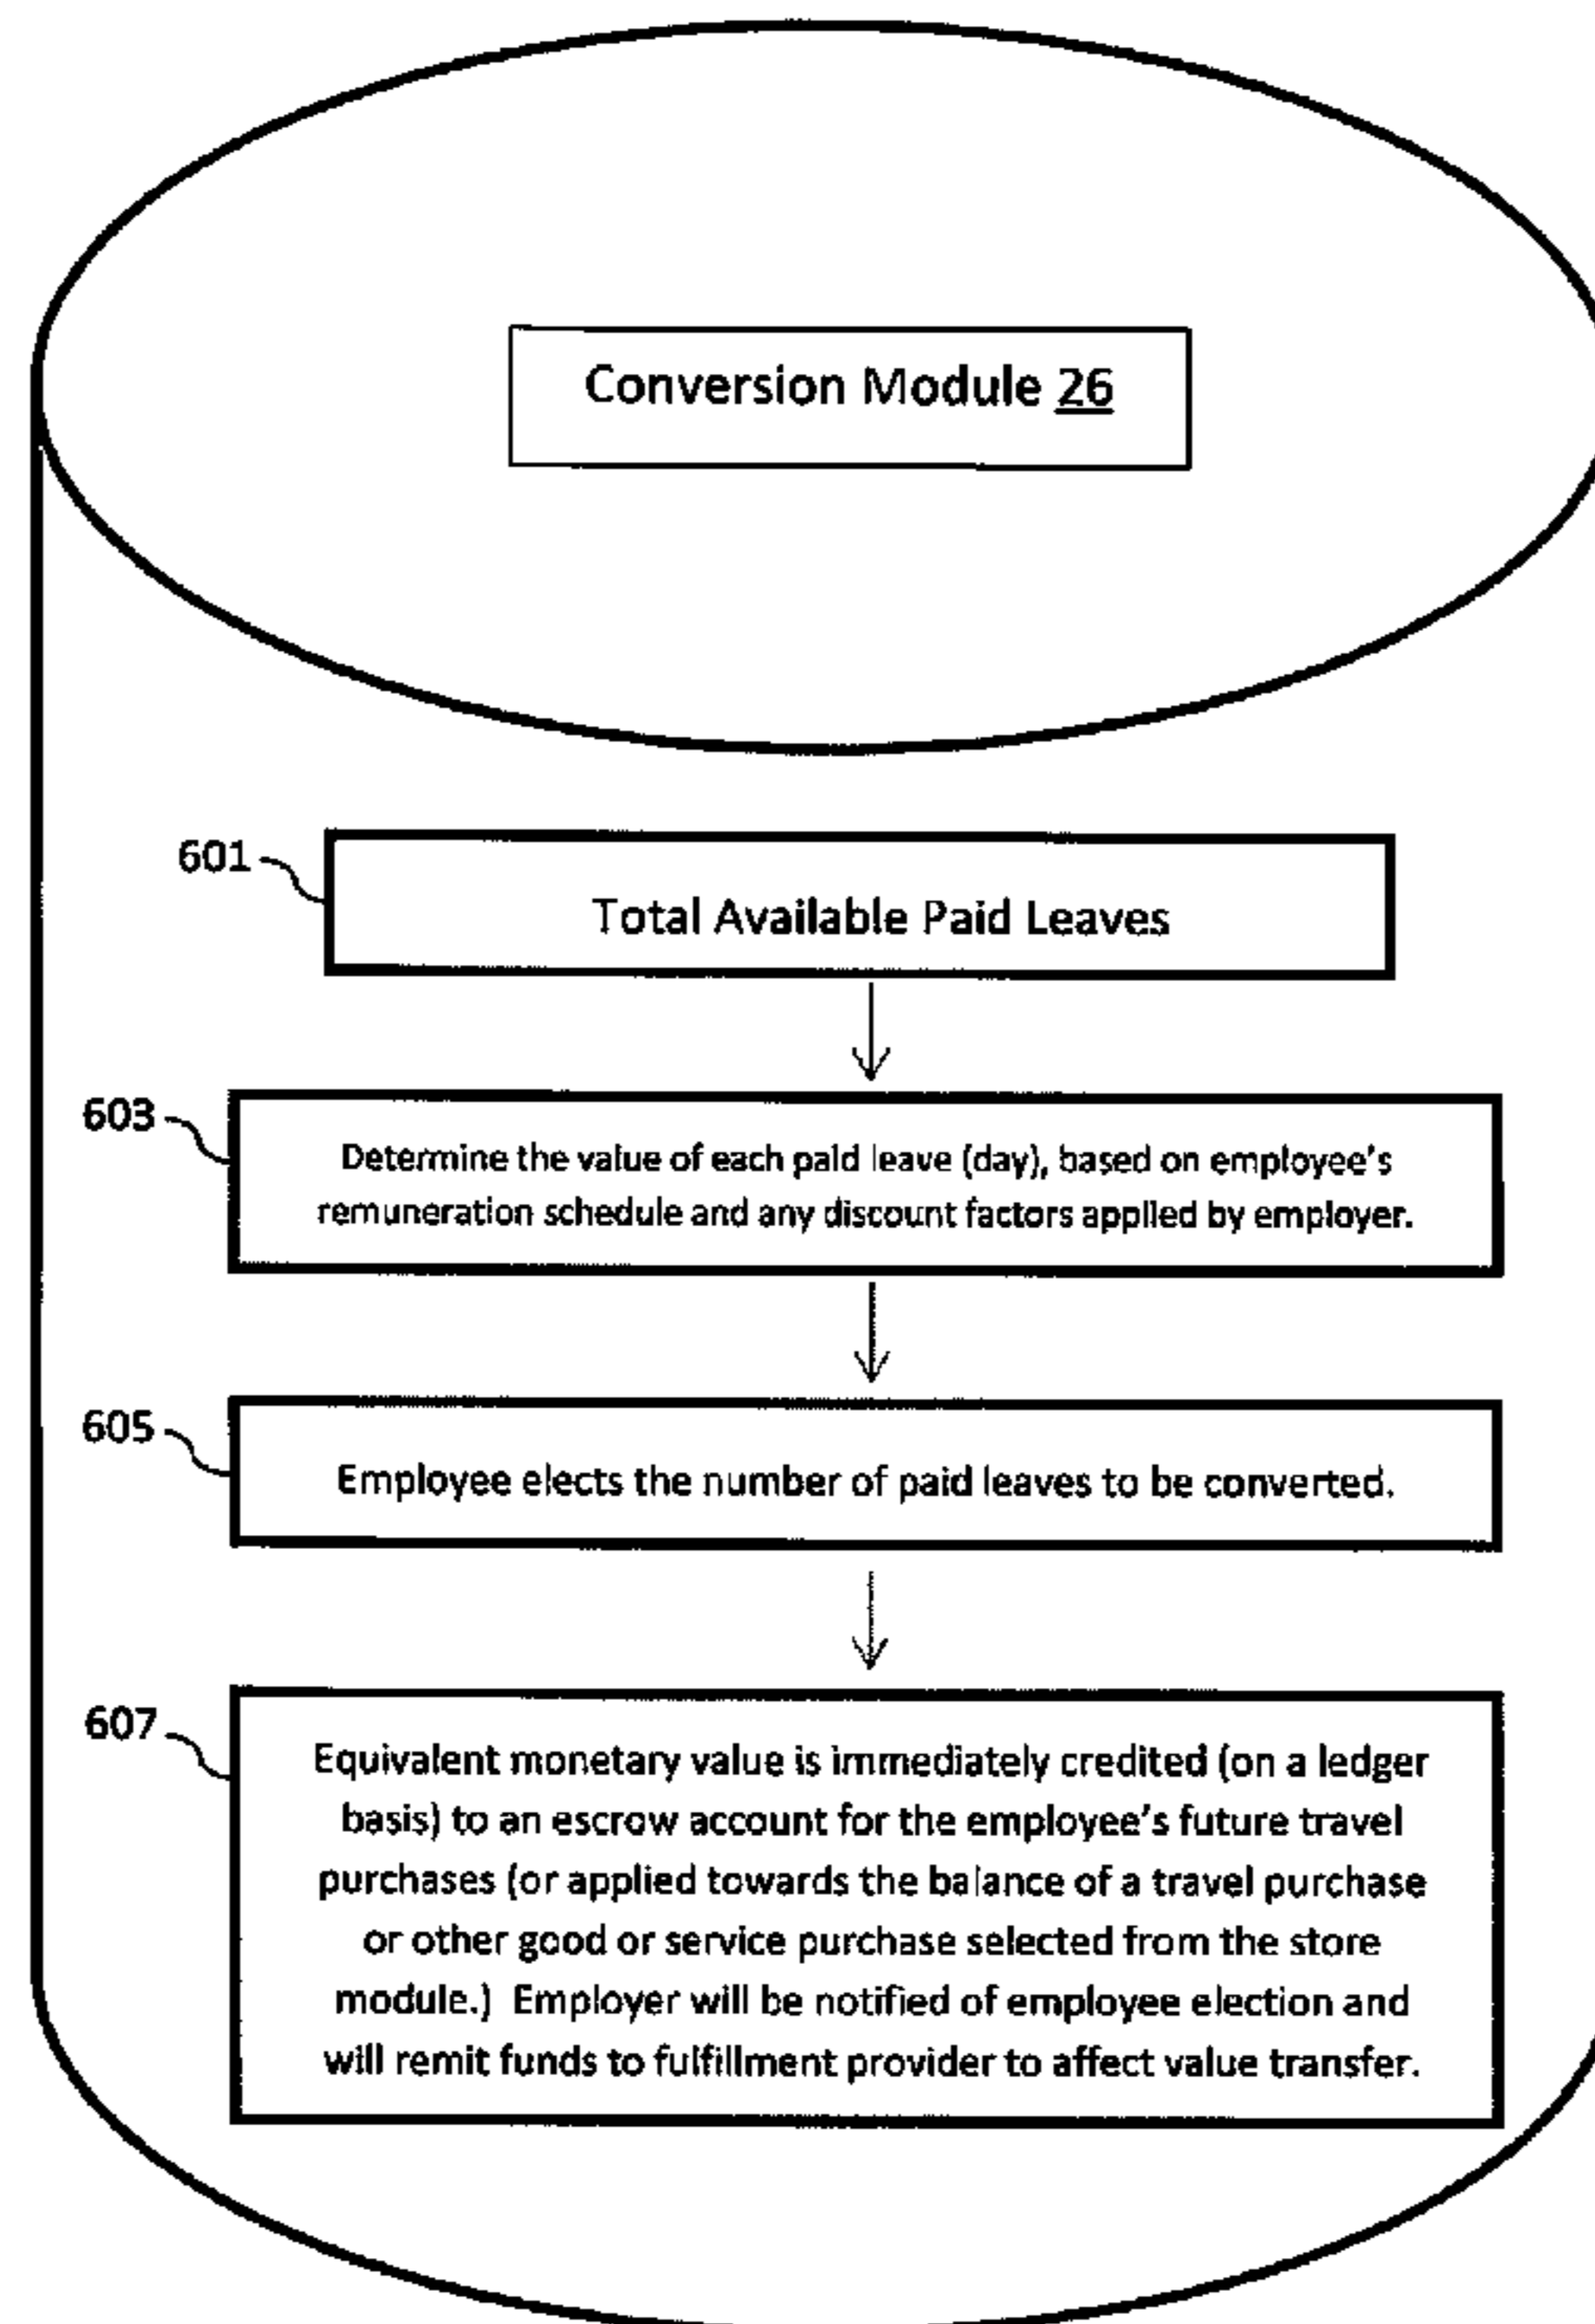 Conversion Module 26
601
Total Available Paid Leaves
603
Determine the value of each paid leave (day), based on employee's
remuneration schedule and any discount factors applied by employer.
605
Employee elects the number of paid leaves to be converted.
607
Equivalent monetary value is immediately credited (on a ledger
basis) to an escrow account for the employee's future travel
purchases (or applied towards the balance of a travel purchase
or other good or service purchase selected from the store
module.) Employer will be notified of employee election and
will remit funds to fulfillment provider to affect value transfer.